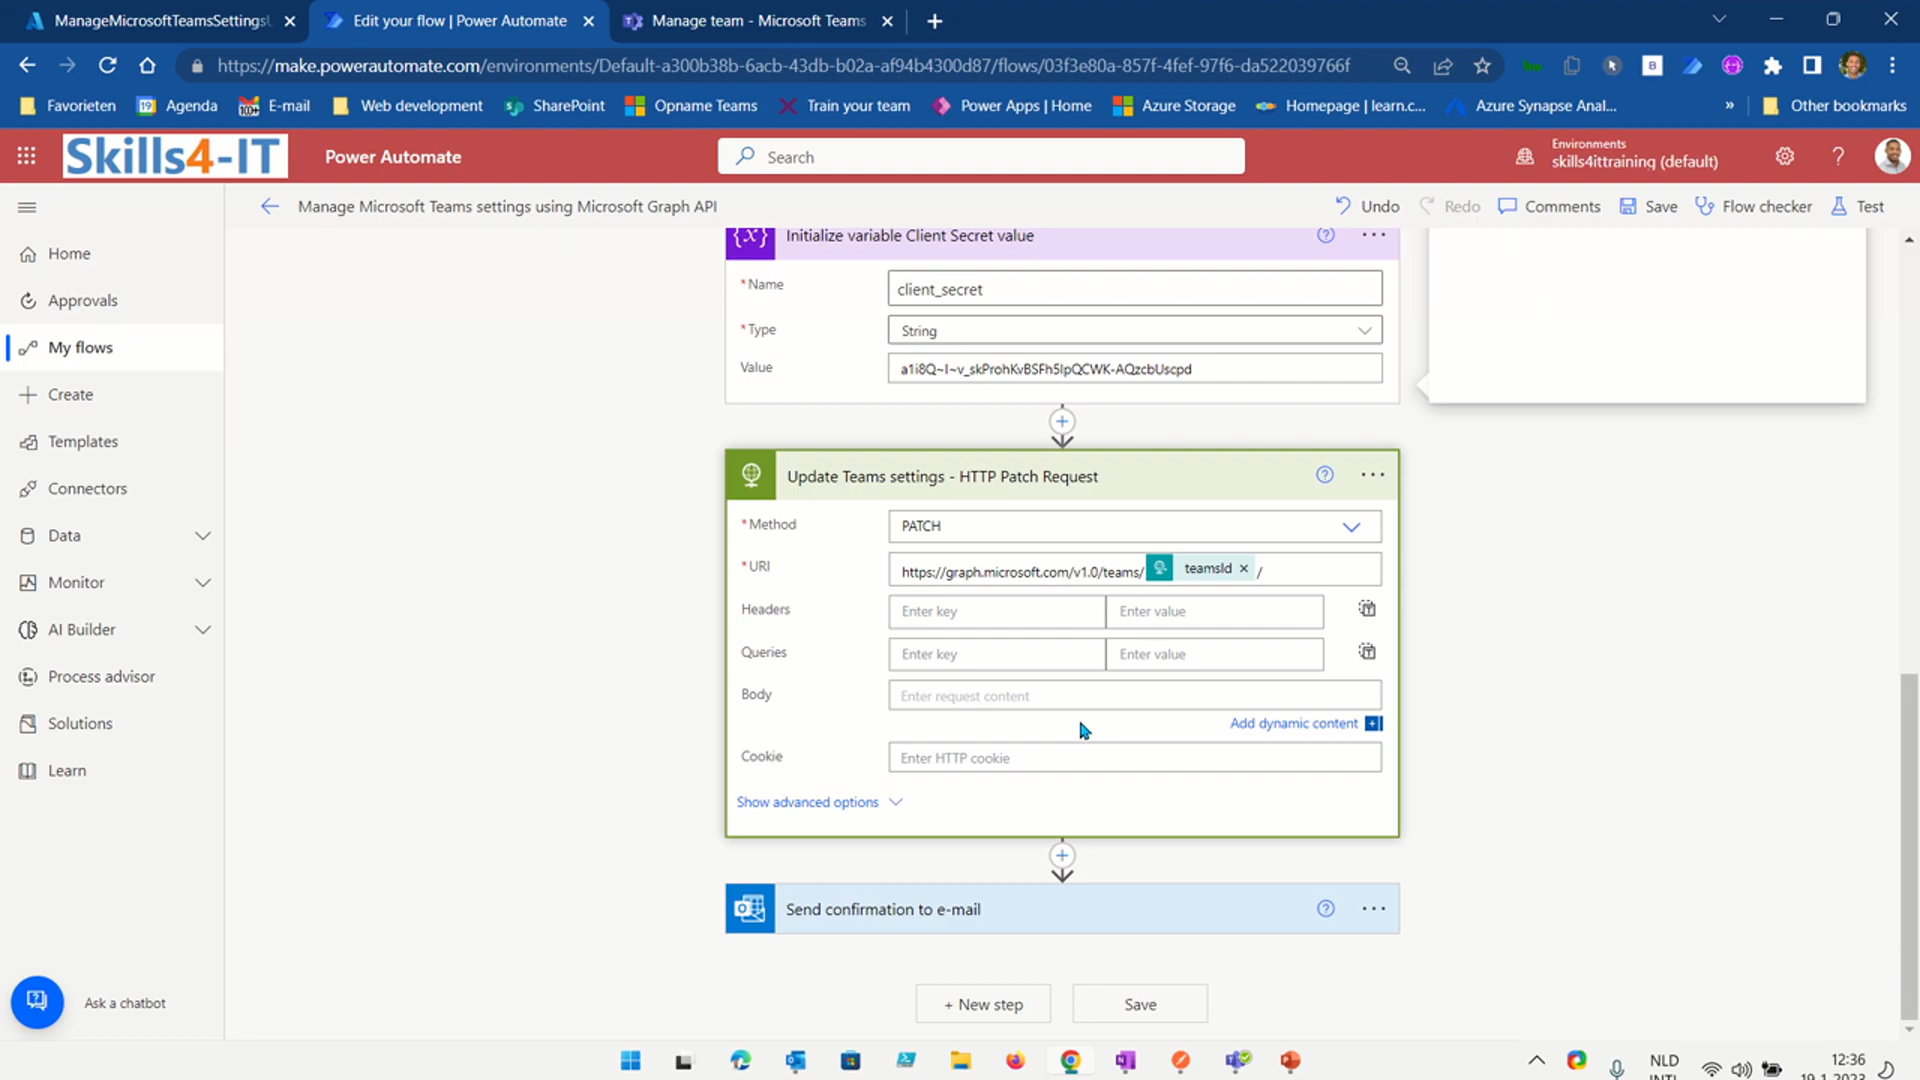 ManageMicrosoftTeamsSettingsU
Edit your flow | Power Automate
Manage team - Microsoft Teams
https://make.powerautomate.com/environments/Default-a300b38b-6acb-43db-b02a-af94b4300d87/flows/03f3e80a-857f-4fef-97f6-da522039766f
Favorieten
Agenda
E-mail
Web development
SharePoint
Opname Teams
Train your team
Power Apps | Home
Azure Storage
Homepage | learn.c...
Azure Synapse Anal...
»
Other bookmarks
Skills4-IT
Power Automate
Search
Environments
skills4ittraining (default)
Manage Microsoft Teams settings using Microsoft Graph API
Undo
Redo
Comments
Save
Flow checker
Test
Home
Approvals
My flows
Create
Templates
Connectors
Data
Monitor
AI Builder
Process advisor
Solutions
Learn
Ask a chatbot
Initialize variable Client Secret value
* Name
client_secret
* Type
String
Value
a1i8Q~I~v_skProhKvBSFh5IpQCWK-AQzcbUscpd
Update Teams settings - HTTP Patch Request
* Method
PATCH
* URI
https://graph.microsoft.com/v1.0/teams/ teamsId × /
Headers
Enter key
Enter value
Queries
Enter key
Enter value
Body
Enter request content
Add dynamic content
Cookie
Enter HTTP cookie
Show advanced options
Send confirmation to e-mail
+ New step
Save
NLD
INTL
12:36
19-1-2023